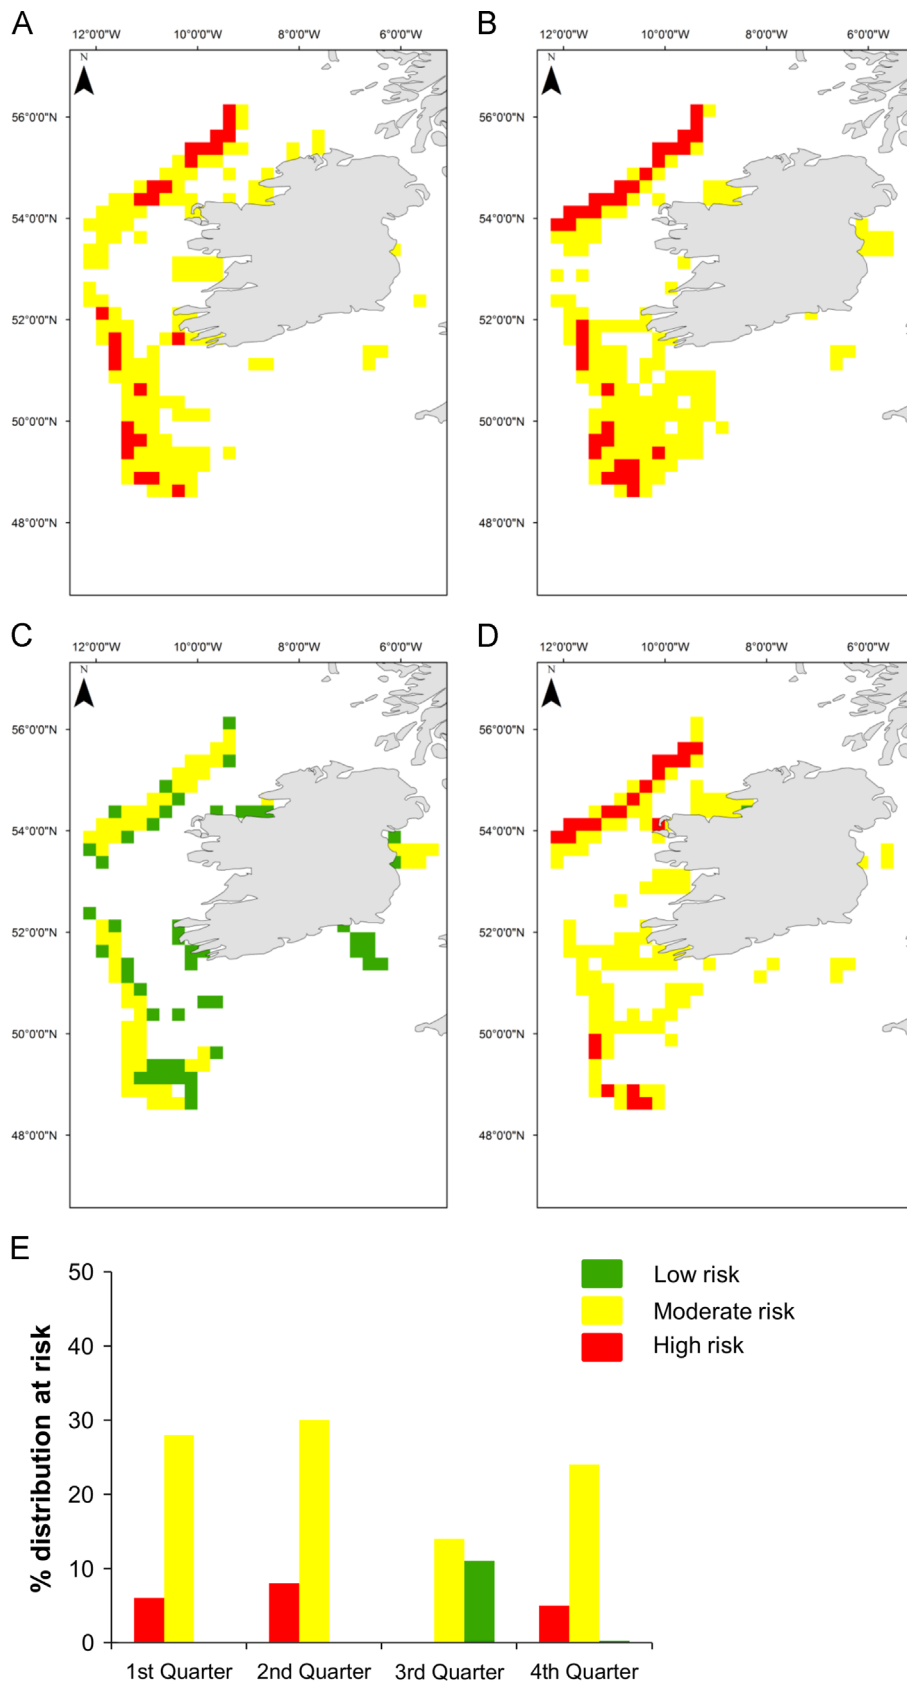 A
B
12°0'0"W 10°0'0"W 8°0'0"W 6°0'0"W
12°0'0"W 10°0'0"W 8°0'0"W 6°0'0"W
N
N
56°0'0"N
56°0'0"N
54°0'0"N
54°0'0"N
52°0'0"N
52°0'0"N
50°0'0"N
50°0'0"N
48°0'0"N
48°0'0"N
C
D
12°0'0"W 10°0'0"W 8°0'0"W 6°0'0"W
12°0'0"W 10°0'0"W 8°0'0"W 6°0'0"W
N
N
56°0'0"N
56°0'0"N
54°0'0"N
54°0'0"N
52°0'0"N
52°0'0"N
50°0'0"N
50°0'0"N
48°0'0"N
48°0'0"N
E
% distribution at risk
50
40
30
20
10
0
Low risk
Moderate risk
High risk
1st Quarter 2nd Quarter 3rd Quarter 4th Quarter